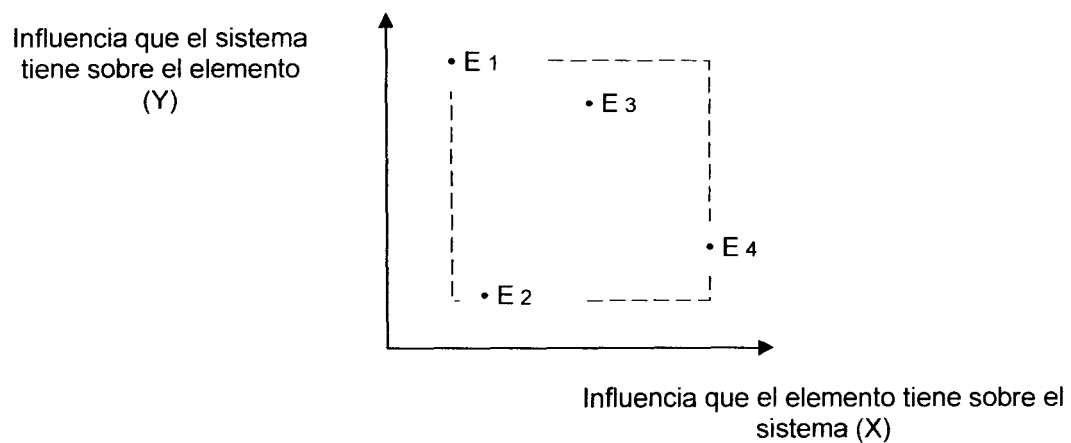 Influencia que el sistema
tiene sobre el elemento
(Y)
E 1
E 3
E 4
E 2
Influencia que el elemento tiene sobre el
sistema (X)